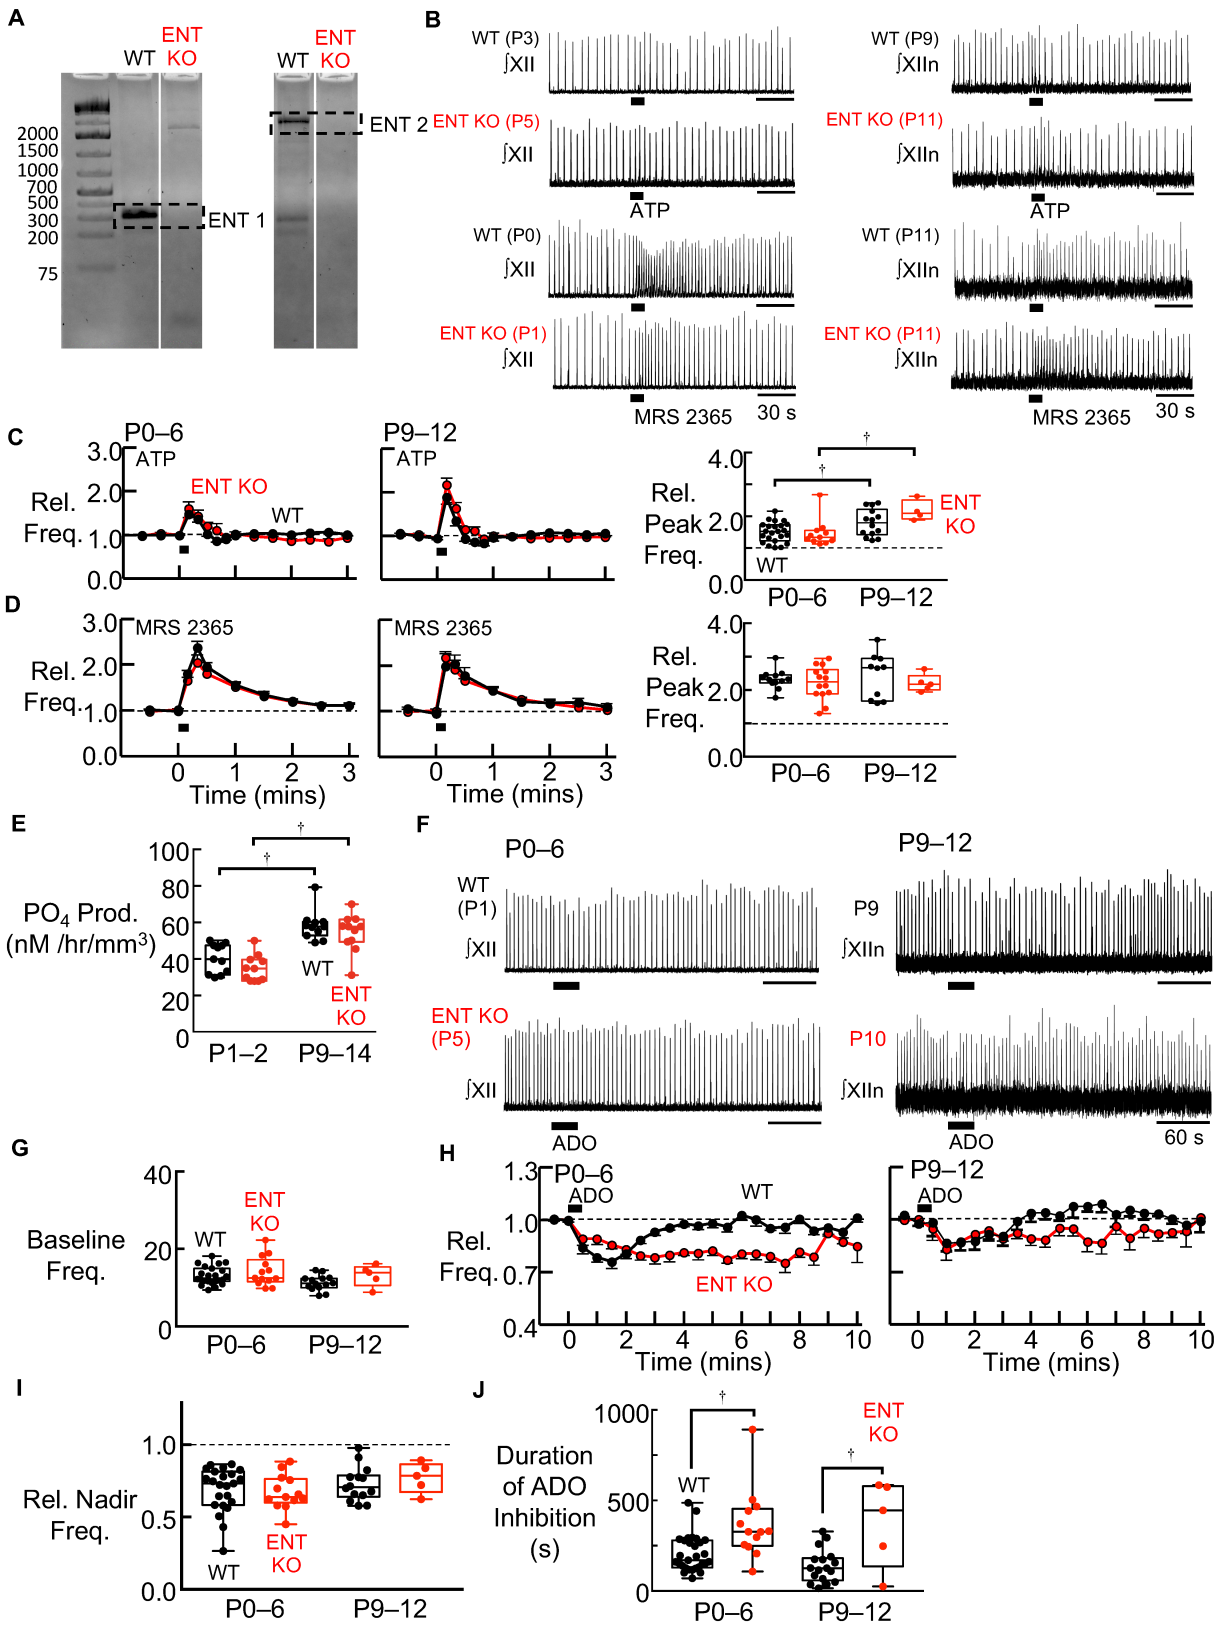 A
WT
ENT
KO
ENT
KO
2000
1500
1000
700
500
300
200
75
ENT 1
ENT 2
B
WT (P3)
∫XII
ENT KO (P5)
∫XII
ATP
WT (P0)
∫XII
ENT KO (P1)
∫XII
MRS 2365
30 s
WT (P9)
∫XIIn
ENT KO (P11)
∫XIIn
ATP
WT (P11)
∫XIIn
ENT KO (P11)
∫XIIn
MRS 2365
30 s
C
P0–6
3.0
ATP
2.0
ENT KO
WT
Rel.
Freq.
1.0
0.0
P9–12
ATP
4.0
Rel.
Peak
Freq.
2.0
0.0
†
†
ENT
KO
WT
P0–6
P9–12
D
3.0
MRS 2365
2.0
Rel.
Freq.
1.0
0.0
0
1
2
3
Time (mins)
MRS 2365
0
1
2
3
Time (mins)
4.0
Rel.
Peak
Freq.
2.0
0.0
P0–6
P9–12
E
100
80
60
40
20
0
PO4 Prod.
(nM /hr/mm3)
†
†
WT
ENT
KO
P1–2
P9–14
F
P0–6
WT
(P1)
∫XII
ENT KO
(P5)
∫XII
ADO
P9–12
P9
∫XIIn
P10
∫XIIn
ADO
60 s
G
40
20
0
Baseline
Freq.
WT
ENT
KO
P0–6
P9–12
H
1.3
P0–6
ADO
WT
1.0
Rel.
Freq.
0.7
ENT KO
0.4
0
2
4
6
8
10
Time (mins)
P9–12
ADO
0
2
4
6
8
10
Time (mins)
I
1.0
0.5
0.0
Rel. Nadir
Freq.
WT
ENT
KO
P0–6
P9–12
J
1000
500
0
Duration
of ADO
Inhibition
(s)
†
†
WT
ENT
KO
P0–6
P9–12